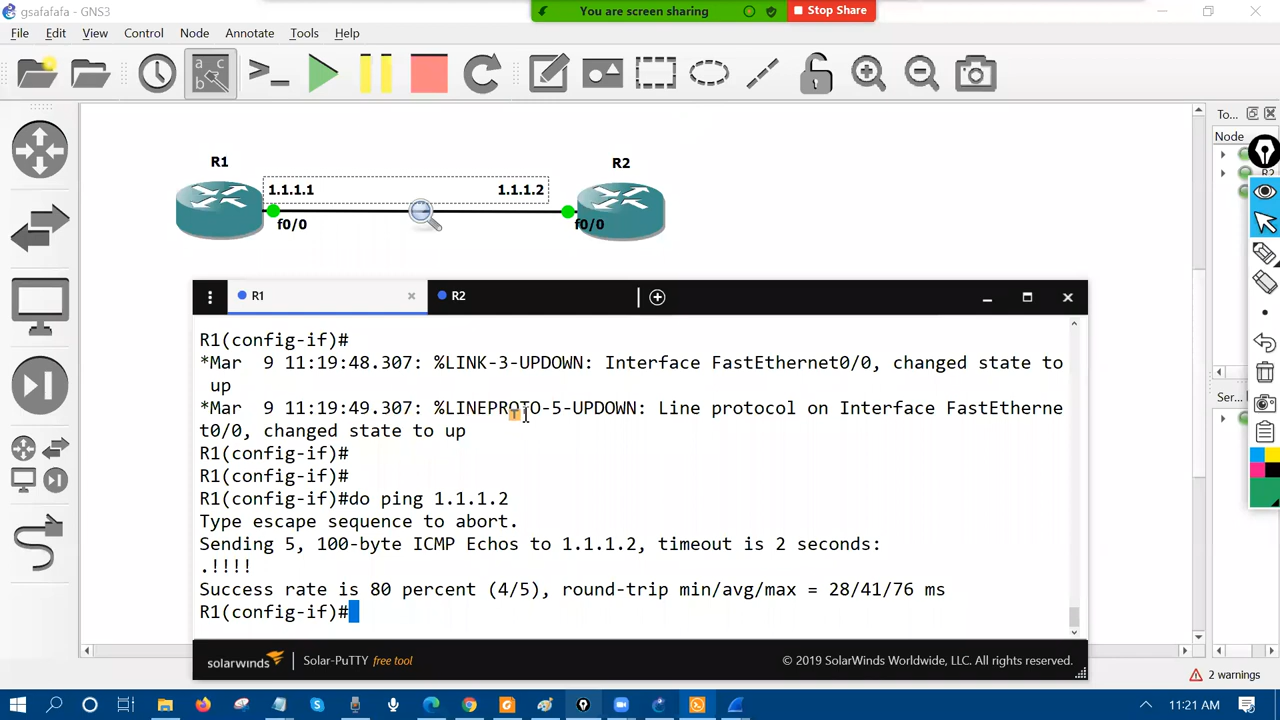 gsafafafa - GNS3
You are screen sharing
Stop Share
File Edit View Control Node Annotate Tools Help
a c
To...
Node
R1
R2
R2
1.1.1.1
1.1.1.2
f0/0
f0/0
R1
R2
R1(config-if)#
*Mar  9 11:19:48.307: %LINK-3-UPDOWN: Interface FastEthernet0/0, changed state to
up
*Mar  9 11:19:49.307: %LINEPROTO-5-UPDOWN: Line protocol on Interface FastEtherne
t0/0, changed state to up
R1(config-if)#
R1(config-if)#
R1(config-if)#do ping 1.1.1.2
Type escape sequence to abort.
Sending 5, 100-byte ICMP Echos to 1.1.1.2, timeout is 2 seconds:
.!!!!
Success rate is 80 percent (4/5), round-trip min/avg/max = 28/41/76 ms
R1(config-if)#
Ser...
solarwinds Solar-PuTTY free tool
© 2019 SolarWinds Worldwide, LLC. All rights reserved.
2 warnings
11:21 AM